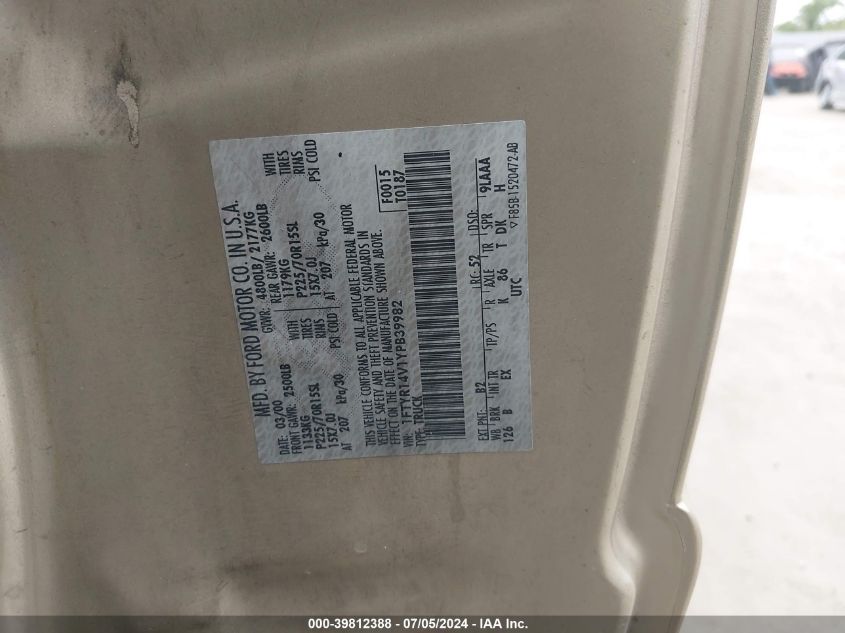 MFD. BY FORD MOTOR CO. IN U.S.A.
DATE: 03/00 GVWR: 4800LB/ 2177KG
FRONT GAWR: 2500LB REAR GAWR: 2600LB
1133KG WITH 1179KG WITH
P225/70R15SL TIRES P225/70R15SL TIRES
15X7.0J RIMS 15X7.0J RIMS
AT 207 kPa/30 PSI COLD AT 207 kPa/30 PSI COLD
THIS VEHICLE CONFORMS TO ALL APPLICABLE FEDERAL MOTOR
VEHICLE SAFETY AND THEFT PREVENTION STANDARDS IN
EFFECT ON THE DATE OF MANUFACTURE SHOWN ABOVE.
VIN: 1FTYR14V1YPB39982
TYPE: TRUCK
F0015
T0187
EXT PNT: B2 RC: 52 DSO: 9LAAA
WB BRK INT TR TP/PS R AXLE TR SPR
126 B EX K 86 T DK H
UTC
▽F85B-1520472-AB
000-39812388 - 07/05/2024 - IAA Inc.